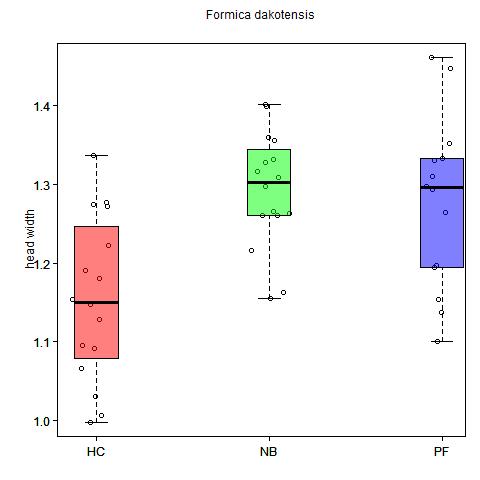 Formica dakotensis
head width
1.4
1.3
1.2
1.1
1.0
HC NB PF